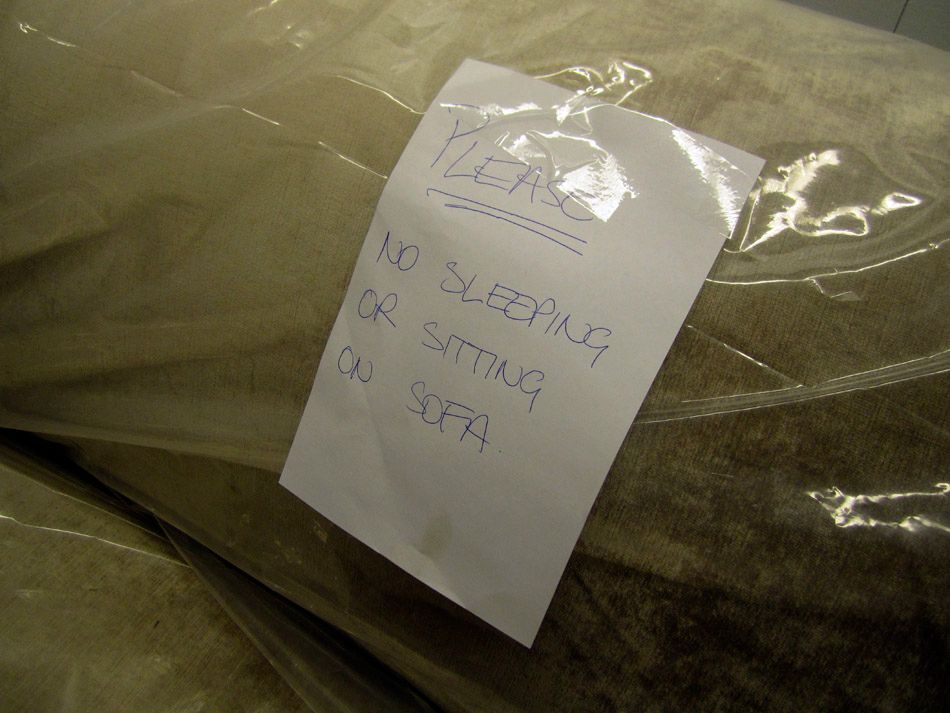 PLEASE
NO SLEEPING
OR SITTING
ON SOFA.